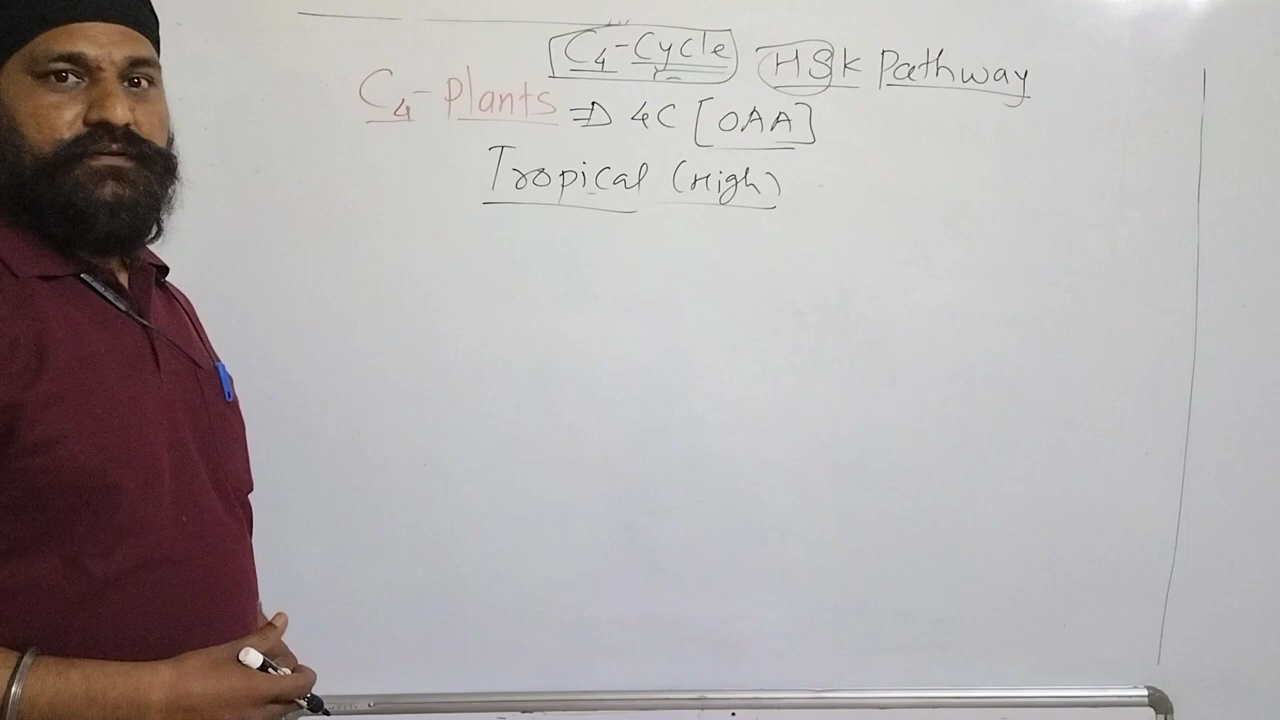 C4-Cycle HSK Pathway
C4-Plants ⇒ 4C [OAA]
Tropical (High)